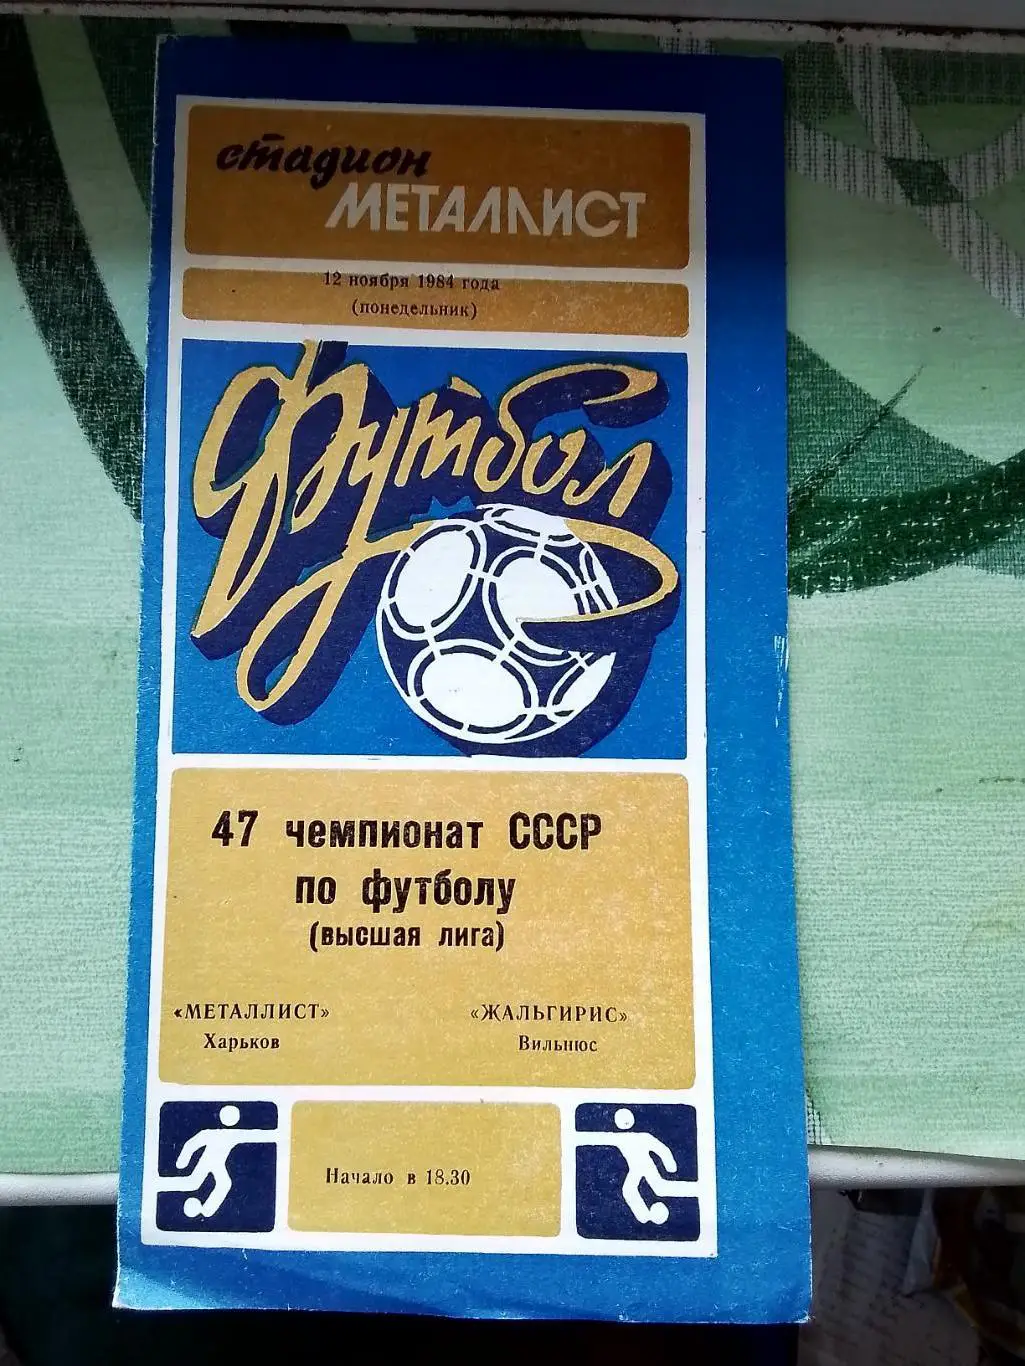 стадион
МЕТАЛЛИСТ
12 ноября 1984 года
(понедельник)
Футбол
47 чемпионат СССР
по футболу
(высшая лига)
«МЕТАЛЛИСТ» «ЖАЛЬГИРИС»
Харьков Вильнюс
Начало в 18.30